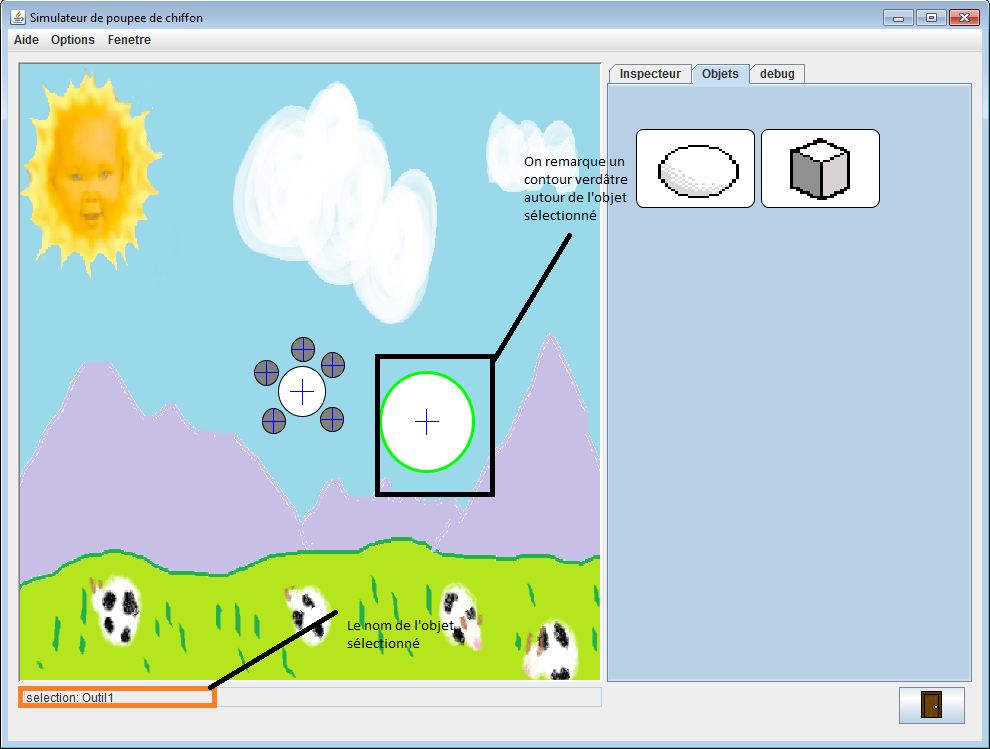 Simulateur de poupee de chiffon
Aide Options Fenetre
Inspecteur Objets debug
On remarque un
contour verdâtre
autour de l'objet
sélectionné
Le nom de l'objet
sélectionné
selection: Outil1